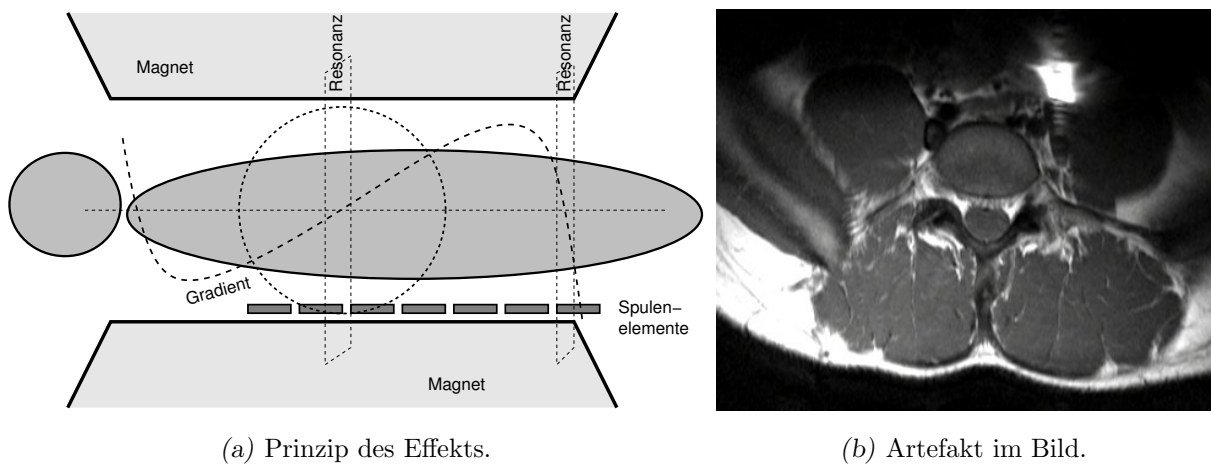 Magnet
Resonanz
Resonanz
Gradient
Spulen−
elemente
Magnet
(a) Prinzip des Effekts.
(b) Artefakt im Bild.